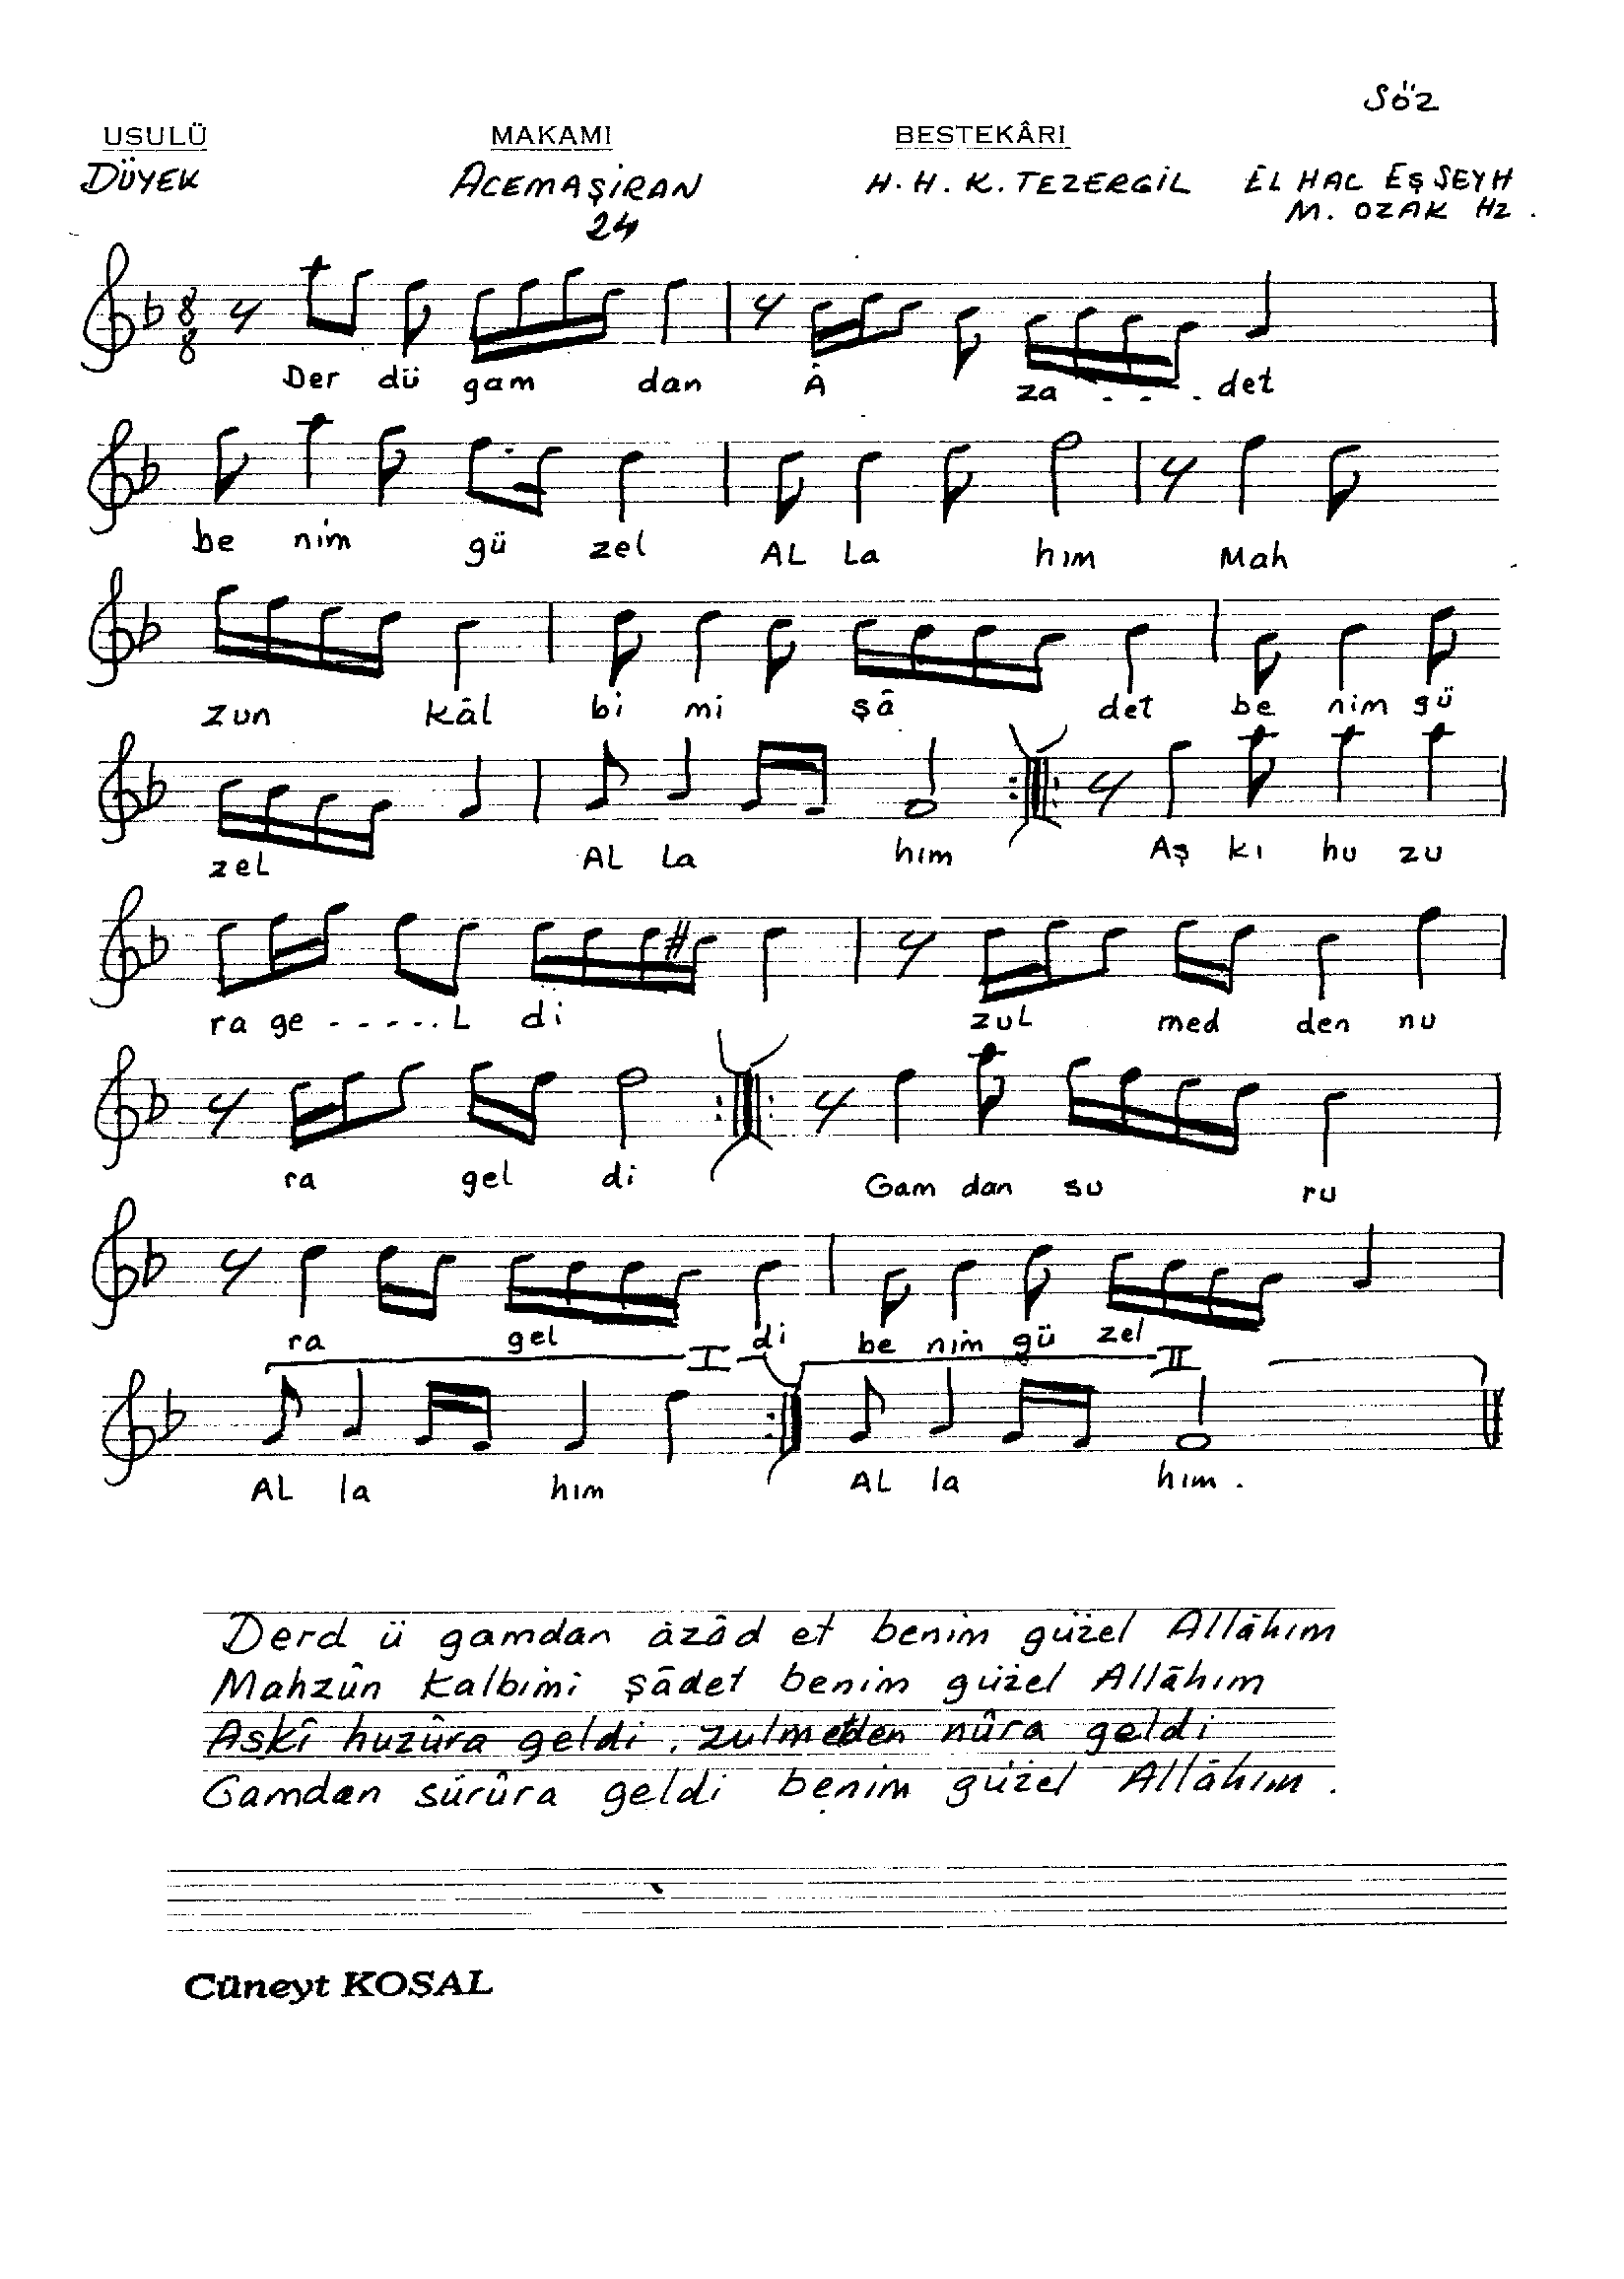 Söz
USULÜ MAKAMI BESTEKÂRI
DÜYEK ACEMAŞİRAN H. H. K. TEZERGİL EL HAC EŞ SEYH
24 M. OZAK Hz.
8 8
Der dü gam dan Â za - - - det
be nim gü zel AL La hım Mah
zun kâl bi mi şâ det be nim gü
zel AL La hım Aş kı hu zu
ra ge - - - - - L di zuL med den nu
ra gel di Gam dan su ru
ra gel di be nim gü zel
I II
AL la hım AL la hım.
Derd ü gamdan âzâd et benim güzel Allâhım
Mahzûn kalbimi şâdet benim güzel Allâhım
Aşkî huzûra geldi, zulmetden nûra geldi
Gamdan sürûra geldi benim güzel Allâhım.
Cüneyt KOSAL